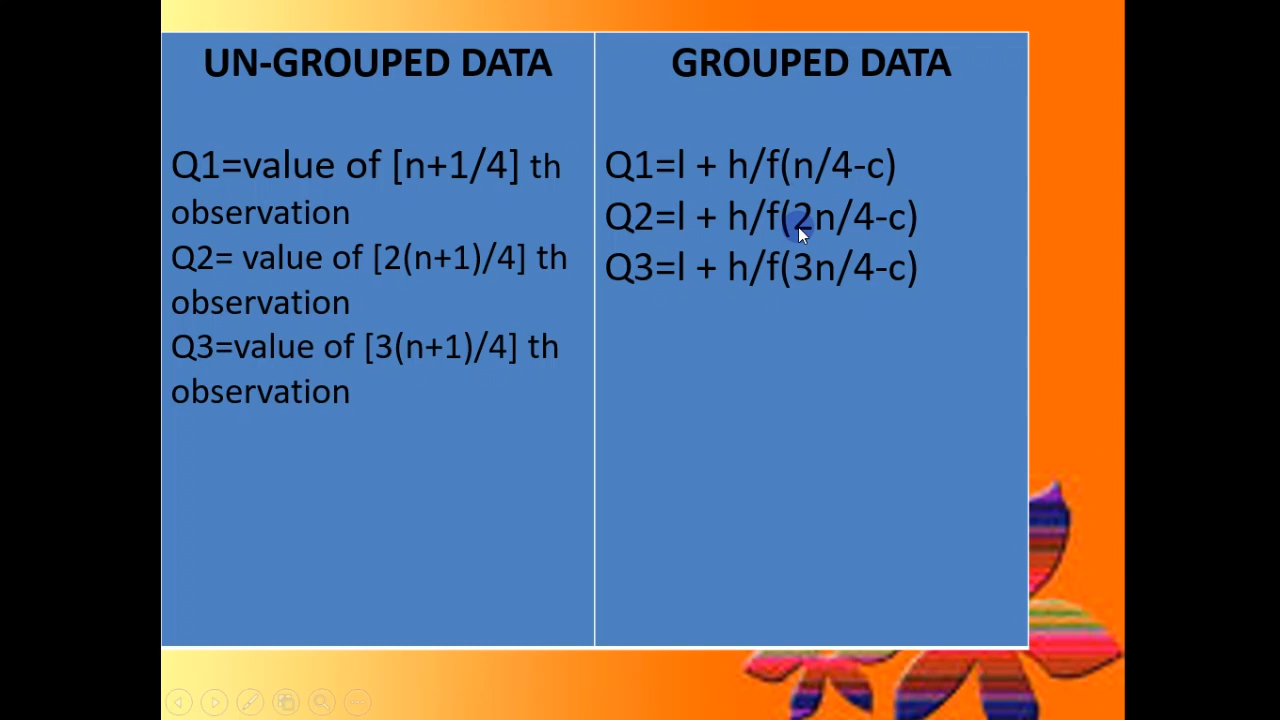 UN-GROUPED DATA
Q1=value of [n+1/4] th
observation
Q2= value of [2(n+1)/4] th
observation
Q3=value of [3(n+1)/4] th
observation
GROUPED DATA
Q1=l + h/f(n/4-c)
Q2=l + h/f(2n/4-c)
Q3=l + h/f(3n/4-c)